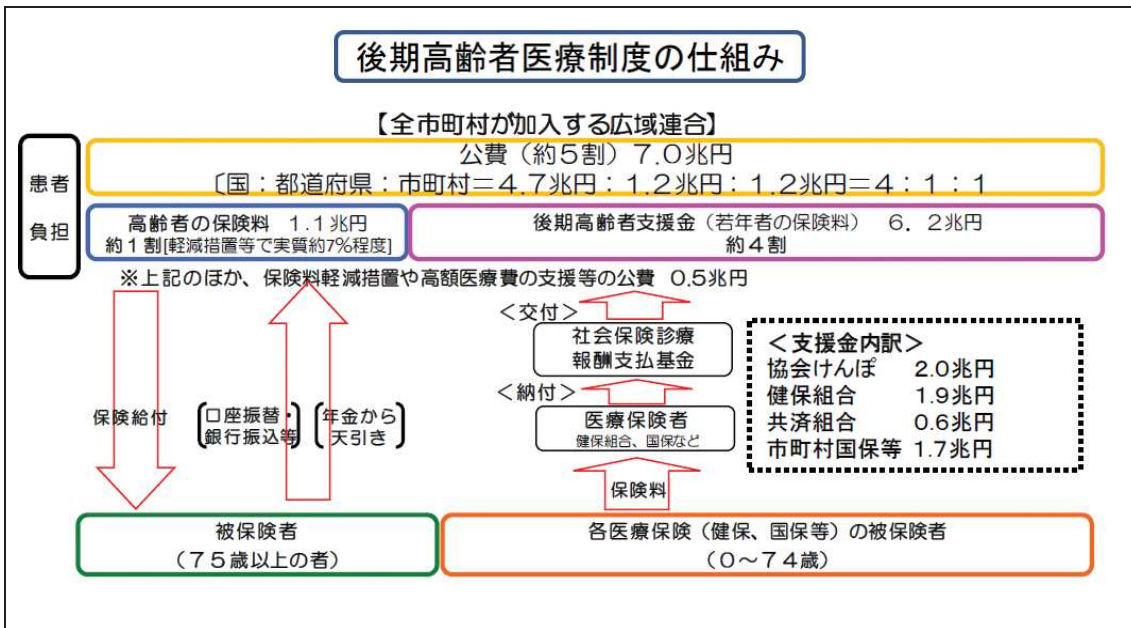 後期高齢者医療制度の仕組み
【全市町村が加入する広域連合】
患者
負担
公費（約５割）７.０兆円
〔国：都道府県：市町村＝４.７兆円：１.２兆円：１.２兆円＝４：１：１
高齢者の保険料　１.１兆円
約１割[軽減措置等で実質約7％程度]
後期高齢者支援金（若年者の保険料）　６．２兆円
約４割
※上記のほか、保険料軽減措置や高額医療費の支援等の公費　0.5兆円
＜交付＞
社会保険診療
報酬支払基金
＜納付＞
医療保険者
健保組合、国保など
保険料
保険給付
口座振替・
銀行振込等
年金から
天引き
＜支援金内訳＞
協会けんぽ　2.0兆円
健保組合　1.9兆円
共済組合　0.6兆円
市町村国保等　1.7兆円
被保険者
（７５歳以上の者）
各医療保険（健保、国保等）の被保険者
（０～７４歳）